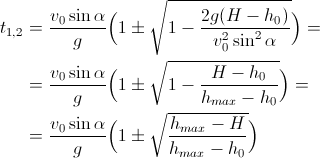 t_{1,2} = \frac{v_0 \sin \alpha}{g} \Big( 1 \pm \sqrt{1 - \frac{2g(H - h_0)}{v_0^2 \sin^2 \alpha}} \Big) =
= \frac{v_0 \sin \alpha}{g} \Big( 1 \pm \sqrt{1 - \frac{H - h_0}{h_{max} - h_0}} \Big) =
= \frac{v_0 \sin \alpha}{g} \Big( 1 \pm \sqrt{\frac{h_{max} - H}{h_{max} - h_0}} \Big)